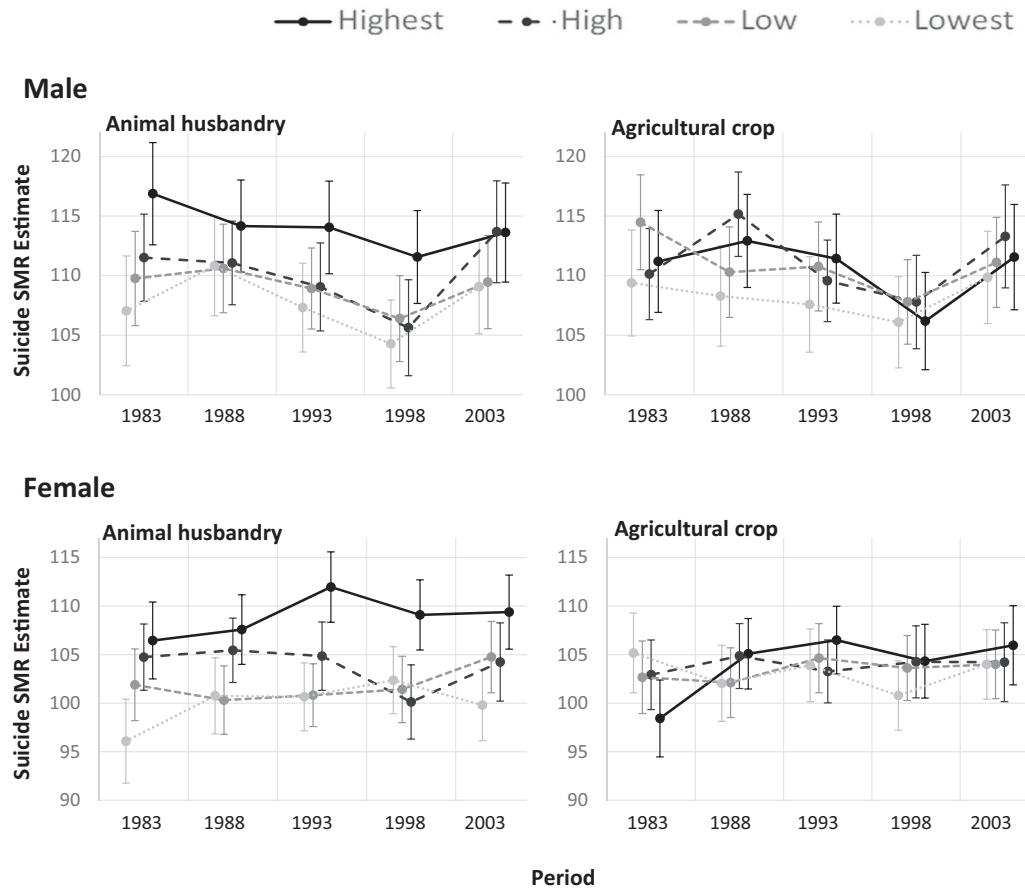 Highest High Low Lowest
Male
Animal husbandry Agricultural crop
Suicide SMR Estimate
120 120
115 115
110 110
105 105
100 100
1983 1988 1993 1998 2003 1983 1988 1993 1998 2003
Female
Animal husbandry Agricultural crop
Suicide SMR Estimate
115 115
110 110
105 105
100 100
95 95
90 90
1983 1988 1993 1998 2003 1983 1988 1993 1998 2003
Period